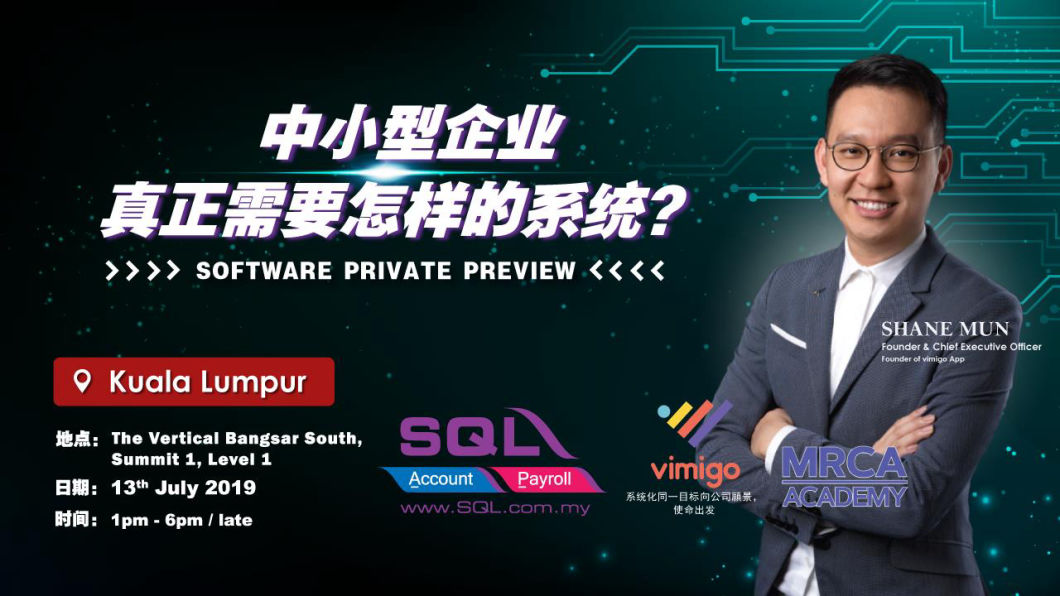 中小型企业
真正需要怎样的系统?
>>>> SOFTWARE PRIVATE PREVIEW <<<<
SHANE MUN
Founder & Chief Executive Officer
Founder of vimigo App
Kuala Lumpur
地点: The Vertical Bangsar South,
Summit 1, Level 1
日期: 13th July 2019
时间: 1pm - 6pm / late
SQL
Account Payroll
www.SQL.com.my
vimigo
系统化同一目标向公司願景,
使命出发
MRCA
ACADEMY